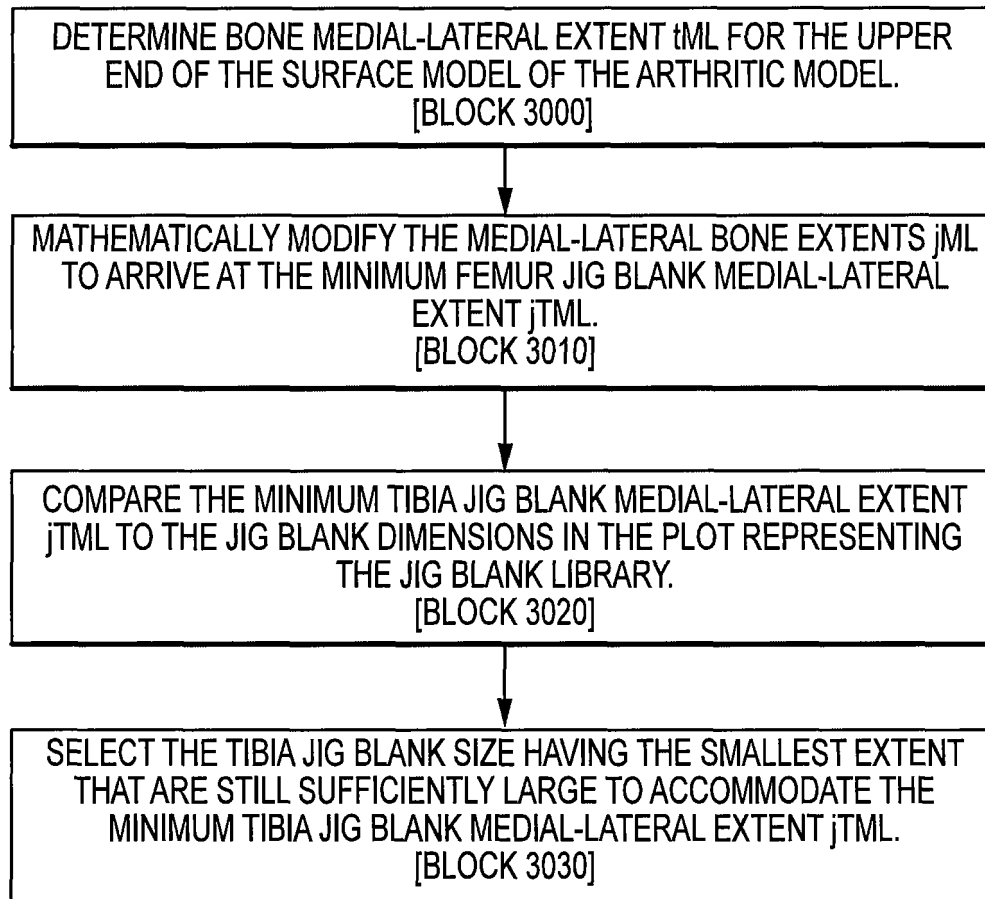 DETERMINE BONE MEDIAL-LATERAL EXTENT tML FOR THE UPPER
END OF THE SURFACE MODEL OF THE ARTHRITIC MODEL.
[BLOCK 3000]
MATHEMATICALLY MODIFY THE MEDIAL-LATERAL BONE EXTENTS jML
TO ARRIVE AT THE MINIMUM FEMUR JIG BLANK MEDIAL-LATERAL
EXTENT jTML.
[BLOCK 3010]
COMPARE THE MINIMUM TIBIA JIG BLANK MEDIAL-LATERAL EXTENT
jTML TO THE JIG BLANK DIMENSIONS IN THE PLOT REPRESENTING
THE JIG BLANK LIBRARY.
[BLOCK 3020]
SELECT THE TIBIA JIG BLANK SIZE HAVING THE SMALLEST EXTENT
THAT ARE STILL SUFFICIENTLY LARGE TO ACCOMMODATE THE
MINIMUM TIBIA JIG BLANK MEDIAL-LATERAL EXTENT jTML.
[BLOCK 3030]